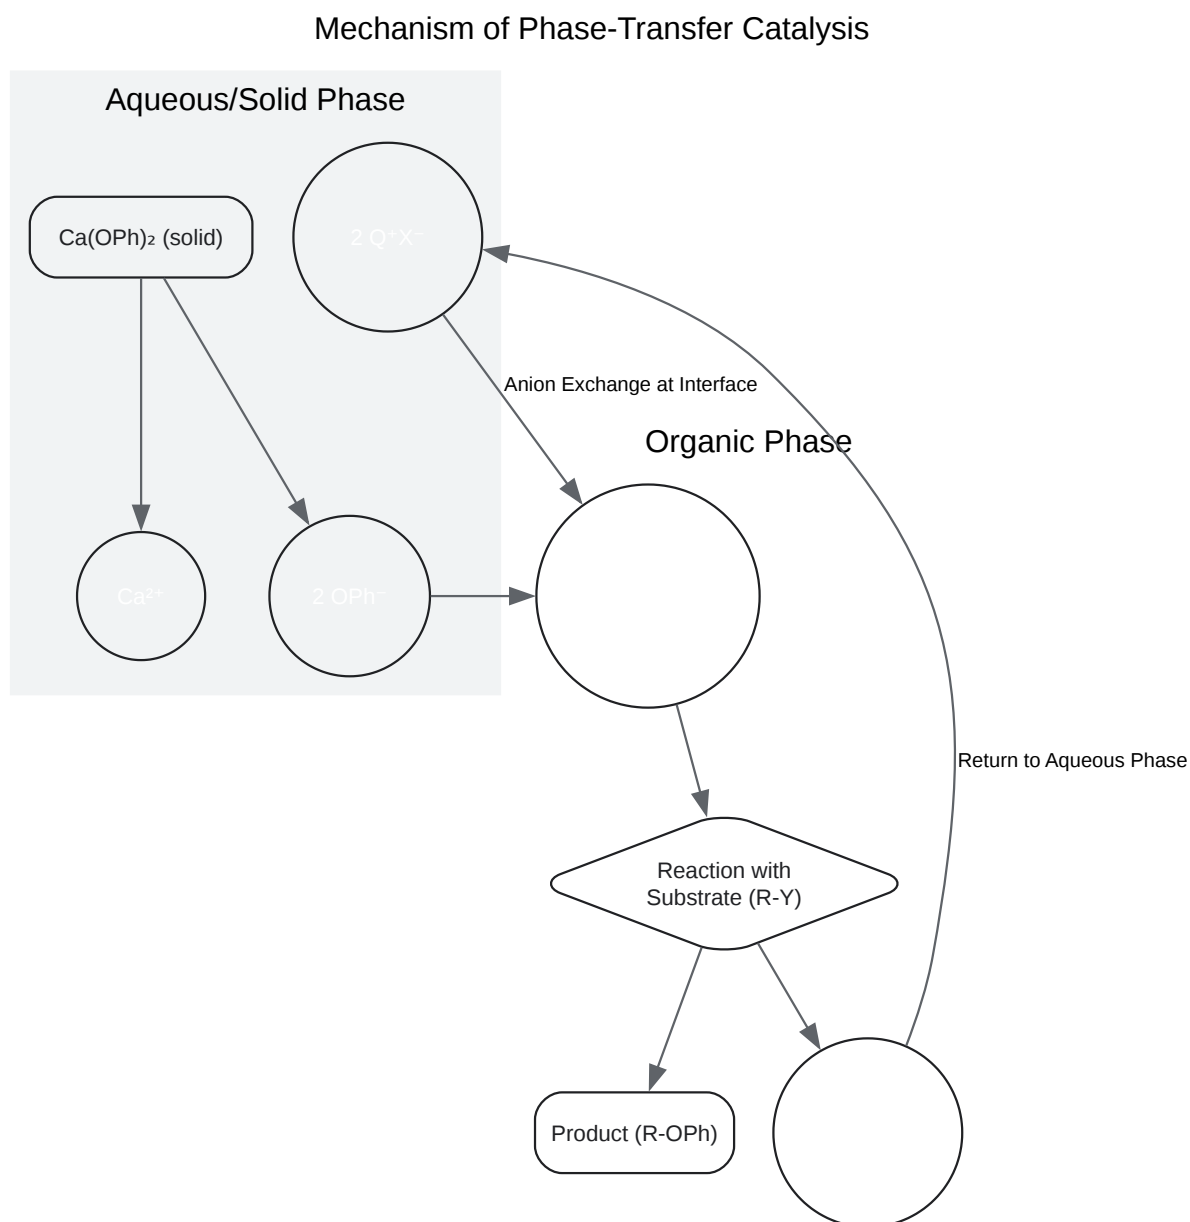 Mechanism of Phase-Transfer Catalysis
Aqueous/Solid Phase
Ca(OPh)₂ (solid)
2 Q⁺X⁻
Anion Exchange at Interface
Organic Phase
Ca²⁺
2 OPh⁻
Return to Aqueous Phase
Reaction with
Substrate (R-Y)
Product (R-OPh)